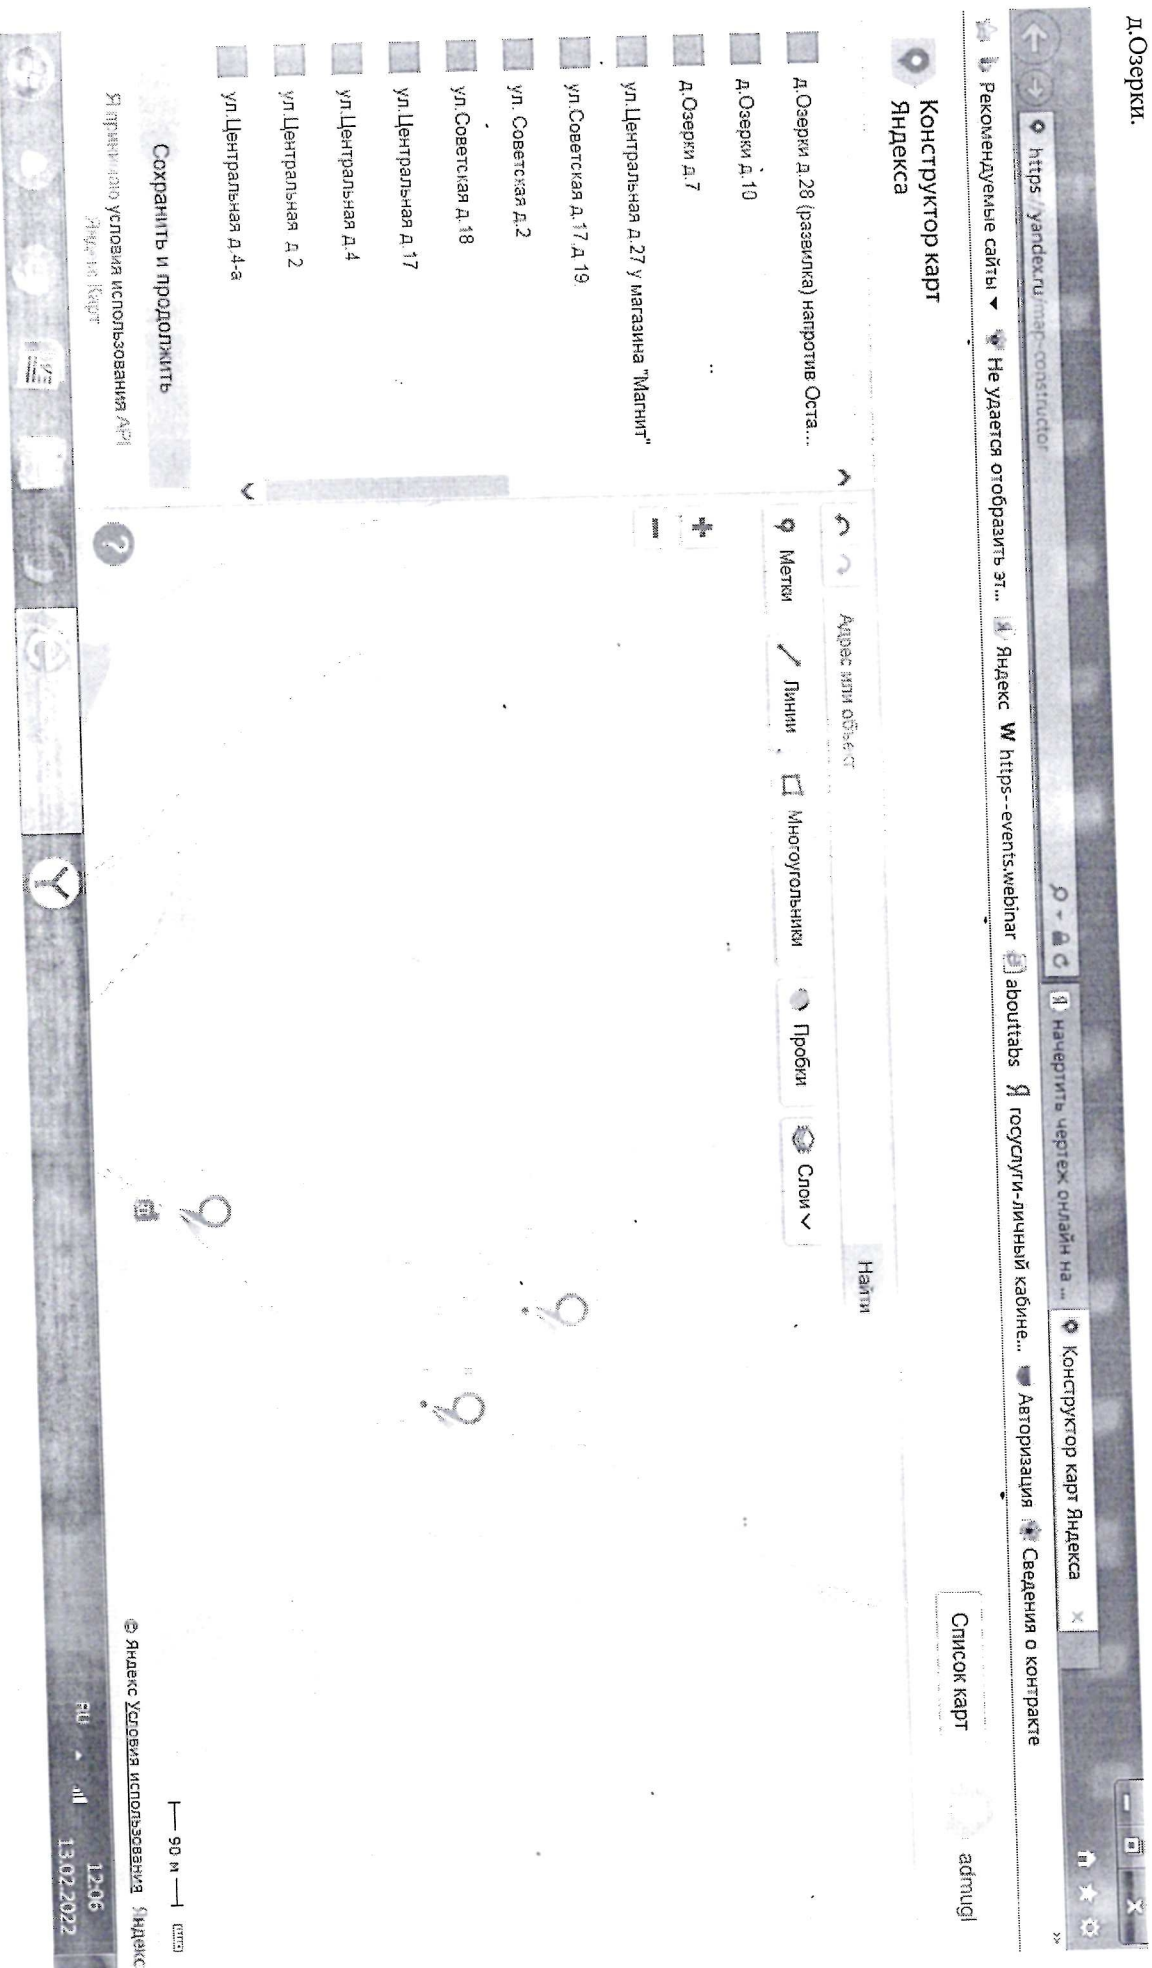 д.Озерки.
https://yandex.ru/map-constructor
Я начертить чертеж онлайн на ...
Конструктор карт Яндекса
Рекомендуемые сайты
Не удается отобразить эт...
Яндекс
W https--events.webinar
abouttabs
Я госуслуги-личный кабине...
Авторизация
Сведения о контракте
Конструктор карт
Яндекса
Список карт
admugl
Адрес или объект
Найти
Метки
Линии
Многоугольники
Пробки
Слои
д.Озерки д.28 (развилка) напротив Оста...
д.Озерки д.10
д.Озерки д.7
ул.Центральная д.27 у магазина "Магнит"
ул.Советская д.17,д 19.
ул. Советская д.2
ул.Советская д.18
ул.Центральная д.17
ул.Центральная д.4
ул.Центральная д 2
ул.Центральная д.4-а
Сохранить и продолжить
Я принимаю условия использования API
Яндекс.Карт
90 м
© Яндекс Условия использования Яндекс
RU
12:06
13.02.2022